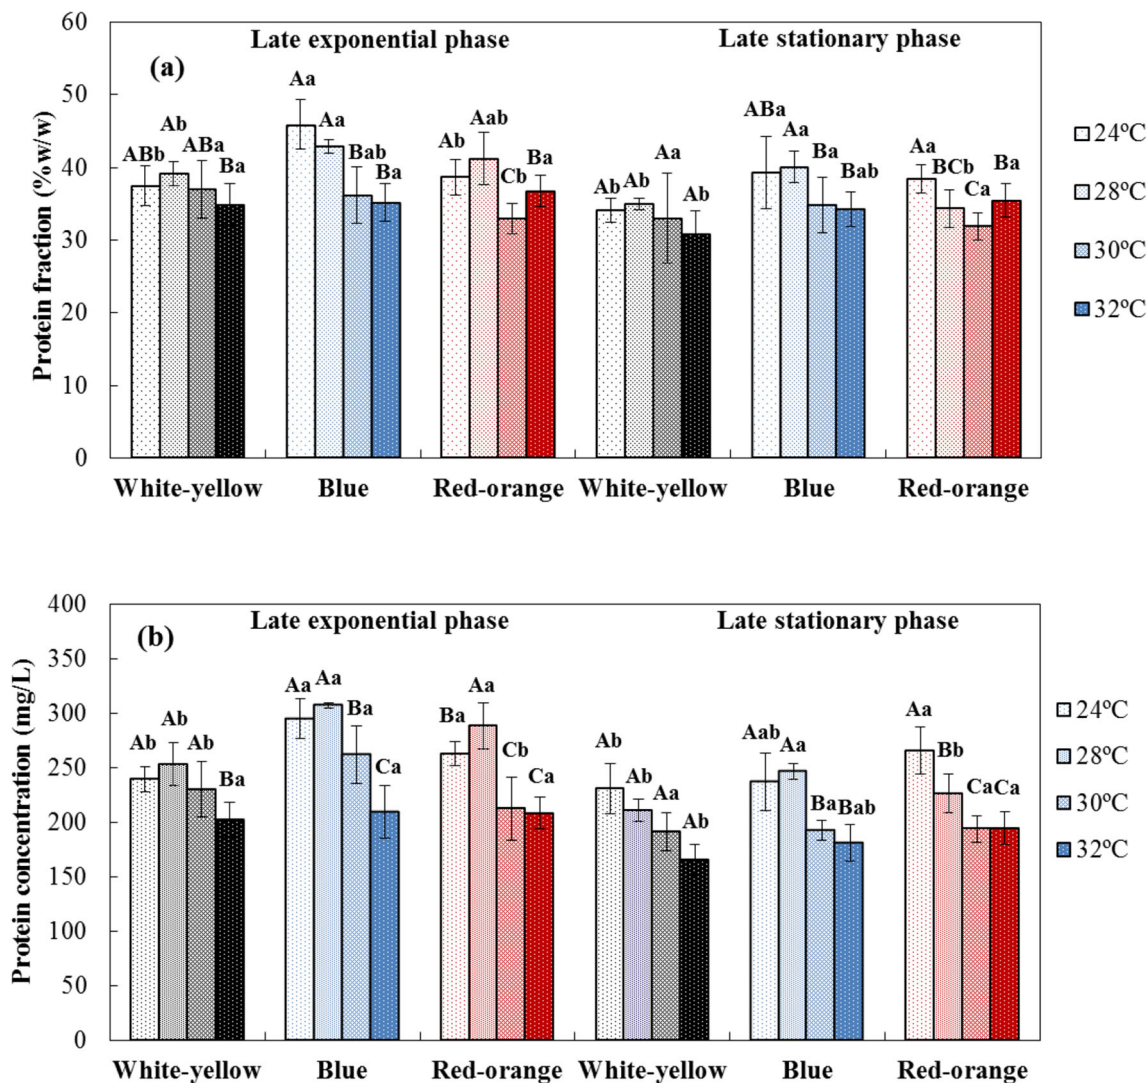 60
Late exponential phase Late stationary phase
(a)
50
Aa
ABa
Aab
Aa
Aa
Aa
Ab
Ab
Aa
24ºC
ABb
ABa
Bab
Ba
Ba
Bab
BCb
Ba
Ba
Cb
Ab
Ab
Ab
Ca
40
28ºC
30
30ºC
20
32ºC
10
0
Protein fraction (%w/w)
White-yellow Blue Red-orange White-yellow Blue Red-orange
400
Late exponential phase Late stationary phase
(b)
350
Aa
Aa
Aa
Ba
Ba
Aa
300
Ab
Ab
Ab
Ab
Aab
Aa
Bb
24ºC
250
Ba
Ca
Cb
Ca
Ab
Aa
Ab
Ba
Bab
Ca
Ca
28ºC
200
30ºC
150
32ºC
100
50
0
Protein concentration (mg/L)
White-yellow Blue Red-orange White-yellow Blue Red-orange